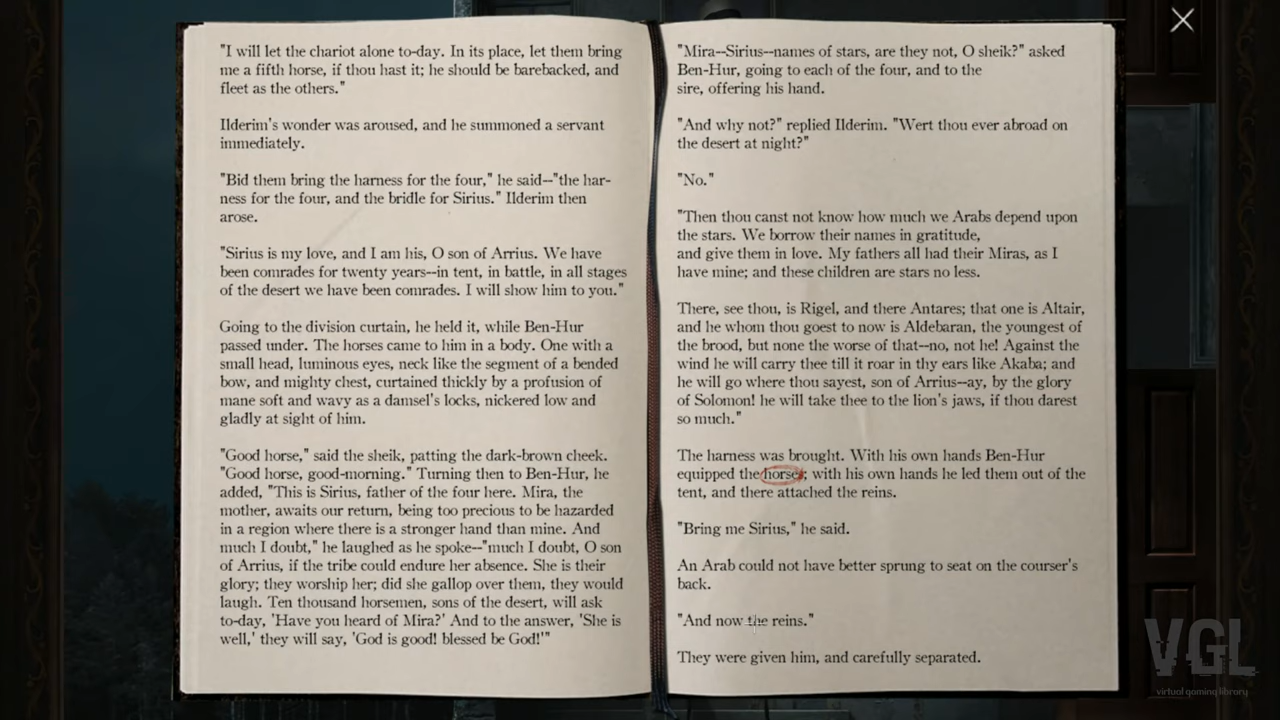 "I will let the chariot alone to-day. In its place, let them bring
me a fifth horse, if thou hast it; he should be barebacked, and
fleet as the others."
Ilderim's wonder was aroused, and he summoned a servant
immediately.
"Bid them bring the harness for the four," he said--"the har-
ness for the four, and the bridle for Sirius." Ilderim then
arose.
"Sirius is my love, and I am his, O son of Arrius. We have
been comrades for twenty years--in tent, in battle, in all stages
of the desert we have been comrades. I will show him to you."
Going to the division curtain, he held it, while Ben-Hur
passed under. The horses came to him in a body. One with a
small head, luminous eyes, neck like the segment of a bended
bow, and mighty chest, curtained thickly by a profusion of
mane soft and wavy as a damsel's locks, nickered low and
gladly at sight of him.
"Good horse," said the sheik, patting the dark-brown cheek.
"Good horse, good-morning." Turning then to Ben-Hur, he
added, "This is Sirius, father of the four here. Mira, the
mother, awaits our return, being too precious to be hazarded
in a region where there is a stronger hand than mine. And
much I doubt," he laughed as he spoke--"much I doubt, O son
of Arrius, if the tribe could endure her absence. She is their
glory; they worship her; did she gallop over them, they would
laugh. Ten thousand horsemen, sons of the desert, will ask
to-day, 'Have you heard of Mira?' And to the answer, 'She is
well,' they will say, 'God is good! blessed be God!'"
"Mira--Sirius--names of stars, are they not, O sheik?" asked
Ben-Hur, going to each of the four, and to the
sire, offering his hand.
"And why not?" replied Ilderim. "Wert thou ever abroad on
the desert at night?"
"No."
"Then thou canst not know how much we Arabs depend upon
the stars. We borrow their names in gratitude,
and give them in love. My fathers all had their Miras, as I
have mine; and these children are stars no less.
There, see thou, is Rigel, and there Antares; that one is Altair,
and he whom thou goest to now is Aldebaran, the youngest of
the brood, but none the worse of that--no, not he! Against the
wind he will carry thee till it roar in thy ears like Akaba; and
he will go where thou sayest, son of Arrius--ay, by the glory
of Solomon! he will take thee to the lion's jaws, if thou darest
so much."
The harness was brought. With his own hands Ben-Hur
equipped the horses; with his own hands he led them out of the
tent, and there attached the reins.
"Bring me Sirius," he said.
An Arab could not have better sprung to seat on the courser's
back.
"And now the reins."
They were given him, and carefully separated.
VGL
virtual gaming library